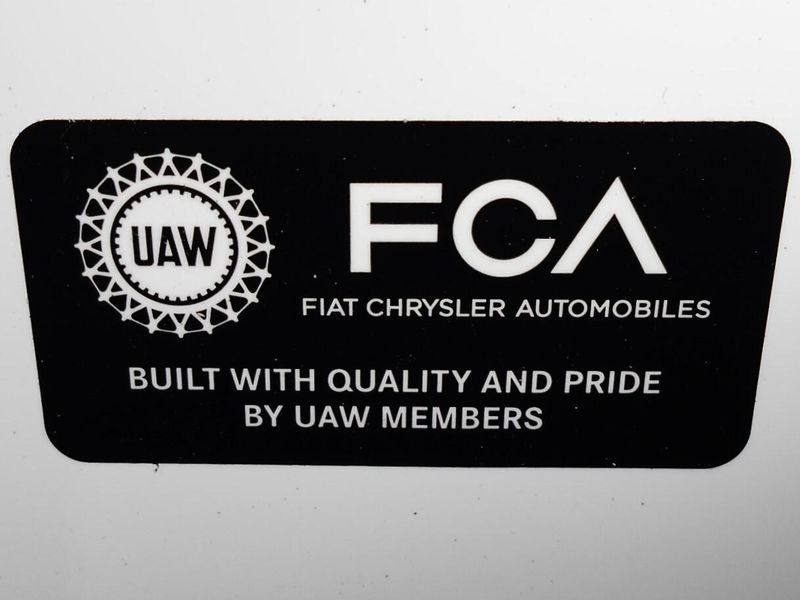 UAW
FCA
FIAT CHRYSLER AUTOMOBILES
BUILT WITH QUALITY AND PRIDE
BY UAW MEMBERS